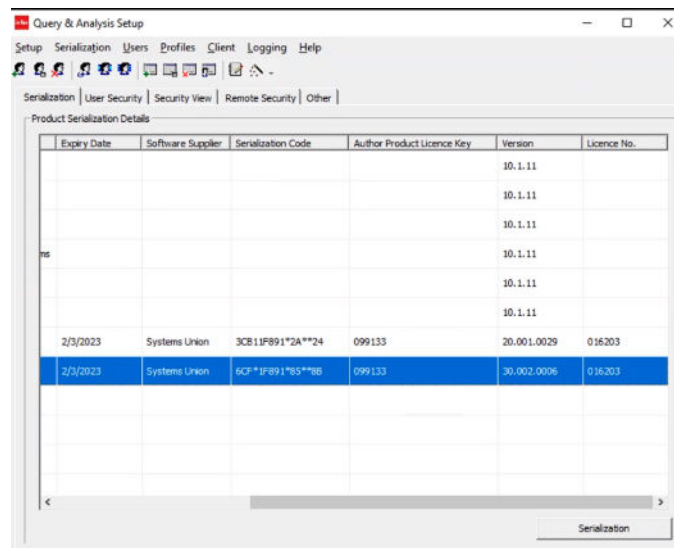 Query & Analysis Setup
Setup Serialization Users Profiles Client Logging Help
Serialization User Security Security View Remote Security Other
Product Serialization Details
Expiry Date Software Supplier Serialization Code Author Product Licence Key Version Licence No.
10.1.11
10.1.11
10.1.11
ms 10.1.11
10.1.11
10.1.11
2/3/2023 Systems Union 3CB11F891*2A**24 099133 20.001.0029 016203
2/3/2023 Systems Union 6CF*1F891*85**8B 099133 30.002.0006 016203
Serialization